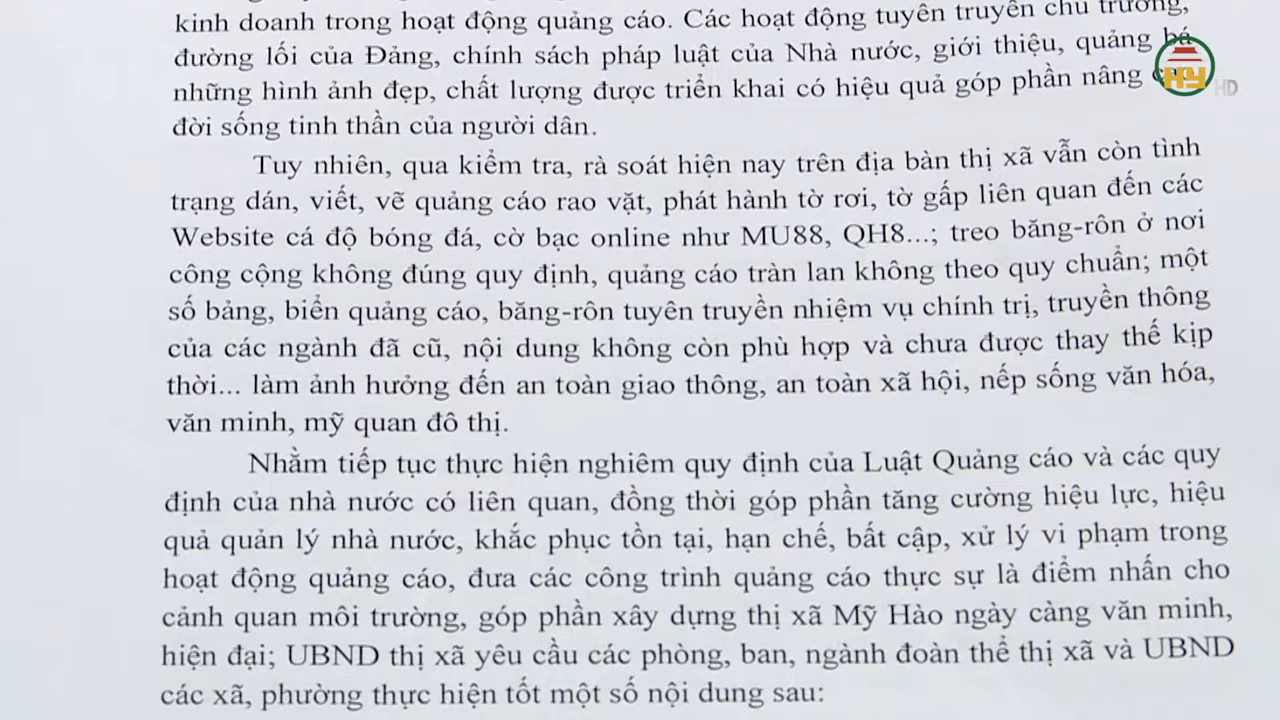 kinh doanh trong hoạt động quảng cáo. Các hoạt động tuyên truyền chủ trương,
đường lối của Đảng, chính sách pháp luật của Nhà nước, giới thiệu, quảng bá
những hình ảnh đẹp, chất lượng được triển khai có hiệu quả góp phần nâng cao
đời sống tinh thần của người dân.
Tuy nhiên, qua kiểm tra, rà soát hiện nay trên địa bàn thị xã vẫn còn tình
trạng dán, viết, vẽ quảng cáo rao vặt, phát hành tờ rơi, tờ gấp liên quan đến các
Website cá độ bóng đá, cờ bạc online như MU88, QH8...; treo băng-rôn ở nơi
công cộng không đúng quy định, quảng cáo tràn lan không theo quy chuẩn; một
số bảng, biển quảng cáo, băng-rôn tuyên truyền nhiệm vụ chính trị, truyền thông
của các ngành đã cũ, nội dung không còn phù hợp và chưa được thay thế kịp
thời... làm ảnh hưởng đến an toàn giao thông, an toàn xã hội, nếp sống văn hóa,
văn minh, mỹ quan đô thị.
Nhằm tiếp tục thực hiện nghiêm quy định của Luật Quảng cáo và các quy
định của nhà nước có liên quan, đồng thời góp phần tăng cường hiệu lực, hiệu
quả quản lý nhà nước, khắc phục tồn tại, hạn chế, bất cập, xử lý vi phạm trong
hoạt động quảng cáo, đưa các công trình quảng cáo thực sự là điểm nhấn cho
cảnh quan môi trường, góp phần xây dựng thị xã Mỹ Hào ngày càng văn minh,
hiện đại; UBND thị xã yêu cầu các phòng, ban, ngành đoàn thể thị xã và UBND
các xã, phường thực hiện tốt một số nội dung sau:
HY HD